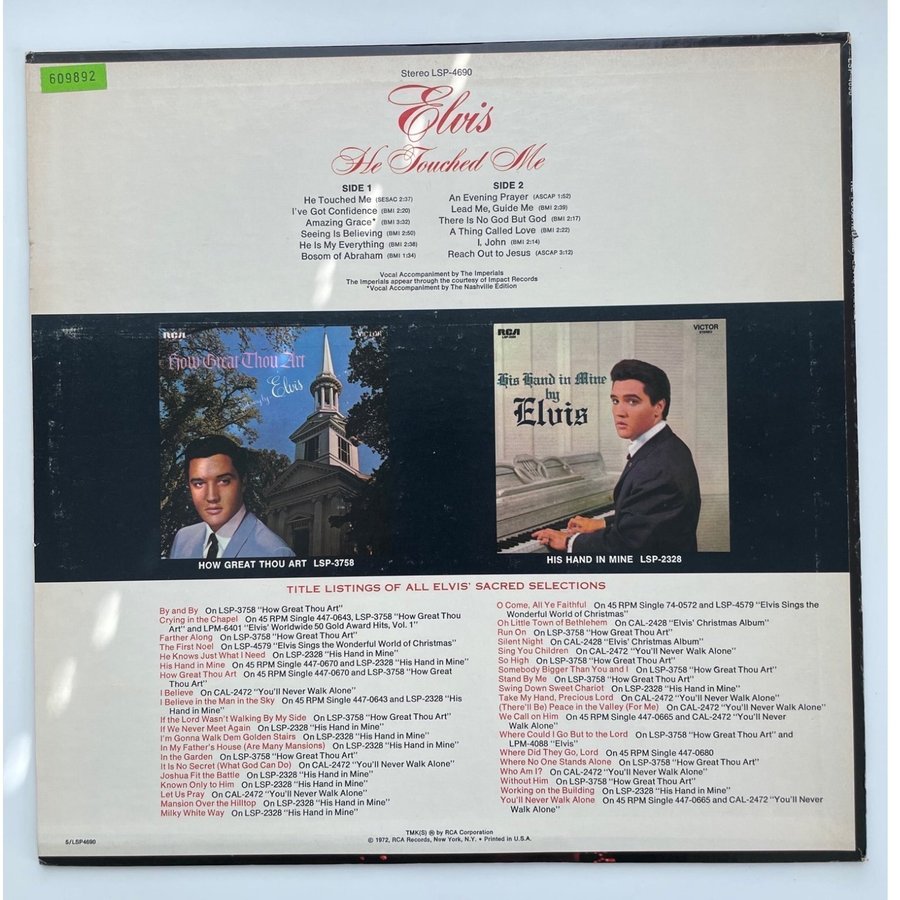 609892
Stereo LSP-4690
Elvis
He Touched Me
SIDE 1
He Touched Me (SESAC 2:37)
I've Got Confidence (BMI 2:20)
Amazing Grace* (BMI 3:32)
Seeing Is Believing (BMI 2:50)
He Is My Everything (BMI 2:38)
Bosom of Abraham (BMI 1:34)
SIDE 2
An Evening Prayer (ASCAP 1:52)
Lead Me, Guide Me (BMI 2:39)
There Is No God But God (BMI 2:17)
A Thing Called Love (BMI 2:22)
I, John (BMI 2:14)
Reach Out to Jesus (ASCAP 3:12)
Vocal Accompaniment by The Imperials
The Imperials appear through the courtesy of Impact Records
*Vocal Accompaniment by The Nashville Edition
RCA VICTOR
How Great Thou Art
Elvis
HOW GREAT THOU ART LSP-3758
RCA VICTOR
LSP 2328 STEREO
His Hand in Mine
by
Elvis
HIS HAND IN MINE LSP-2328
TITLE LISTINGS OF ALL ELVIS' SACRED SELECTIONS
By and By On LSP-3758 "How Great Thou Art"
Crying in the Chapel On 45 RPM Single 447-0643, LSP-3758 "How Great Thou
Art" and LPM-6401 "Elvis' Worldwide 50 Gold Award Hits, Vol. 1"
Farther Along On LSP-3758 "How Great Thou Art"
The First Noel On LSP-4579 "Elvis Sings the Wonderful World of Christmas"
He Knows Just What I Need On LSP-2328 "His Hand in Mine"
His Hand in Mine On 45 RPM Single 447-0670 and LSP-2328 "His Hand in Mine"
How Great Thou Art On 45 RPM Single 447-0670 and LSP-3758 "How Great
Thou Art"
I Believe On CAL-2472 "You'll Never Walk Alone"
I Believe in the Man in the Sky On 45 RPM Single 447-0643 and LSP-2328 "His
Hand in Mine"
If the Lord Wasn't Walking By My Side On LSP-3758 "How Great Thou Art"
If We Never Meet Again On LSP-2328 "His Hand in Mine"
I'm Gonna Walk Dem Golden Stairs On LSP-2328 "His Hand in Mine"
In My Father's House (Are Many Mansions) On LSP-2328 "His Hand in Mine"
In the Garden On LSP-3758 "How Great Thou Art"
It Is No Secret (What God Can Do) On CAL-2472 "You'll Never Walk Alone"
Joshua Fit the Battle On LSP-2328 "His Hand in Mine"
Known Only to Him On LSP-2328 "His Hand in Mine"
Let Us Pray On CAL-2472 "You'll Never Walk Alone"
Mansion Over the Hilltop On LSP-2328 "His Hand in Mine"
Milky White Way On LSP-2328 "His Hand in Mine"
O Come, All Ye Faithful On 45 RPM Single 74-0572 and LSP-4579 "Elvis Sings the
Wonderful World of Christmas"
Oh Little Town of Bethlehem On CAL-2428 "Elvis' Christmas Album"
Run On On LSP-3758 "How Great Thou Art"
Silent Night On CAL-2428 "Elvis' Christmas Album"
Sing You Children On CAL-2472 "You'll Never Walk Alone"
So High On LSP-3758 "How Great Thou Art"
Somebody Bigger Than You and I On LSP-3758 "How Great Thou Art"
Stand By Me On LSP-3758 "How Great Thou Art"
Swing Down Sweet Chariot On LSP-2328 "His Hand in Mine"
Take My Hand, Precious Lord On CAL-2472 "You'll Never Walk Alone"
(There'll Be) Peace in the Valley (For Me) On CAL-2472 "You'll Never Walk Alone"
We Call on Him On 45 RPM Single 447-0665 and CAL-2472 "You'll Never
Walk Alone"
Where Could I Go But to the Lord On LSP-3758 "How Great Thou Art" and
LPM-4088 "Elvis"
Where Did They Go, Lord On 45 RPM Single 447-0680
Where No One Stands Alone On LSP-3758 "How Great Thou Art"
Who Am I? On CAL-2472 "You'll Never Walk Alone"
Without Him On LSP-3758 "How Great Thou Art"
Working on the Building On LSP-2328 "His Hand in Mine"
You'll Never Walk Alone On 45 RPM Single 447-0665 and CAL-2472 "You'll Never
Walk Alone"
TMK(S) ® by RCA Corporation
© 1972, RCA Records, New York, N.Y. • Printed in U.S.A.
5/LSP4690